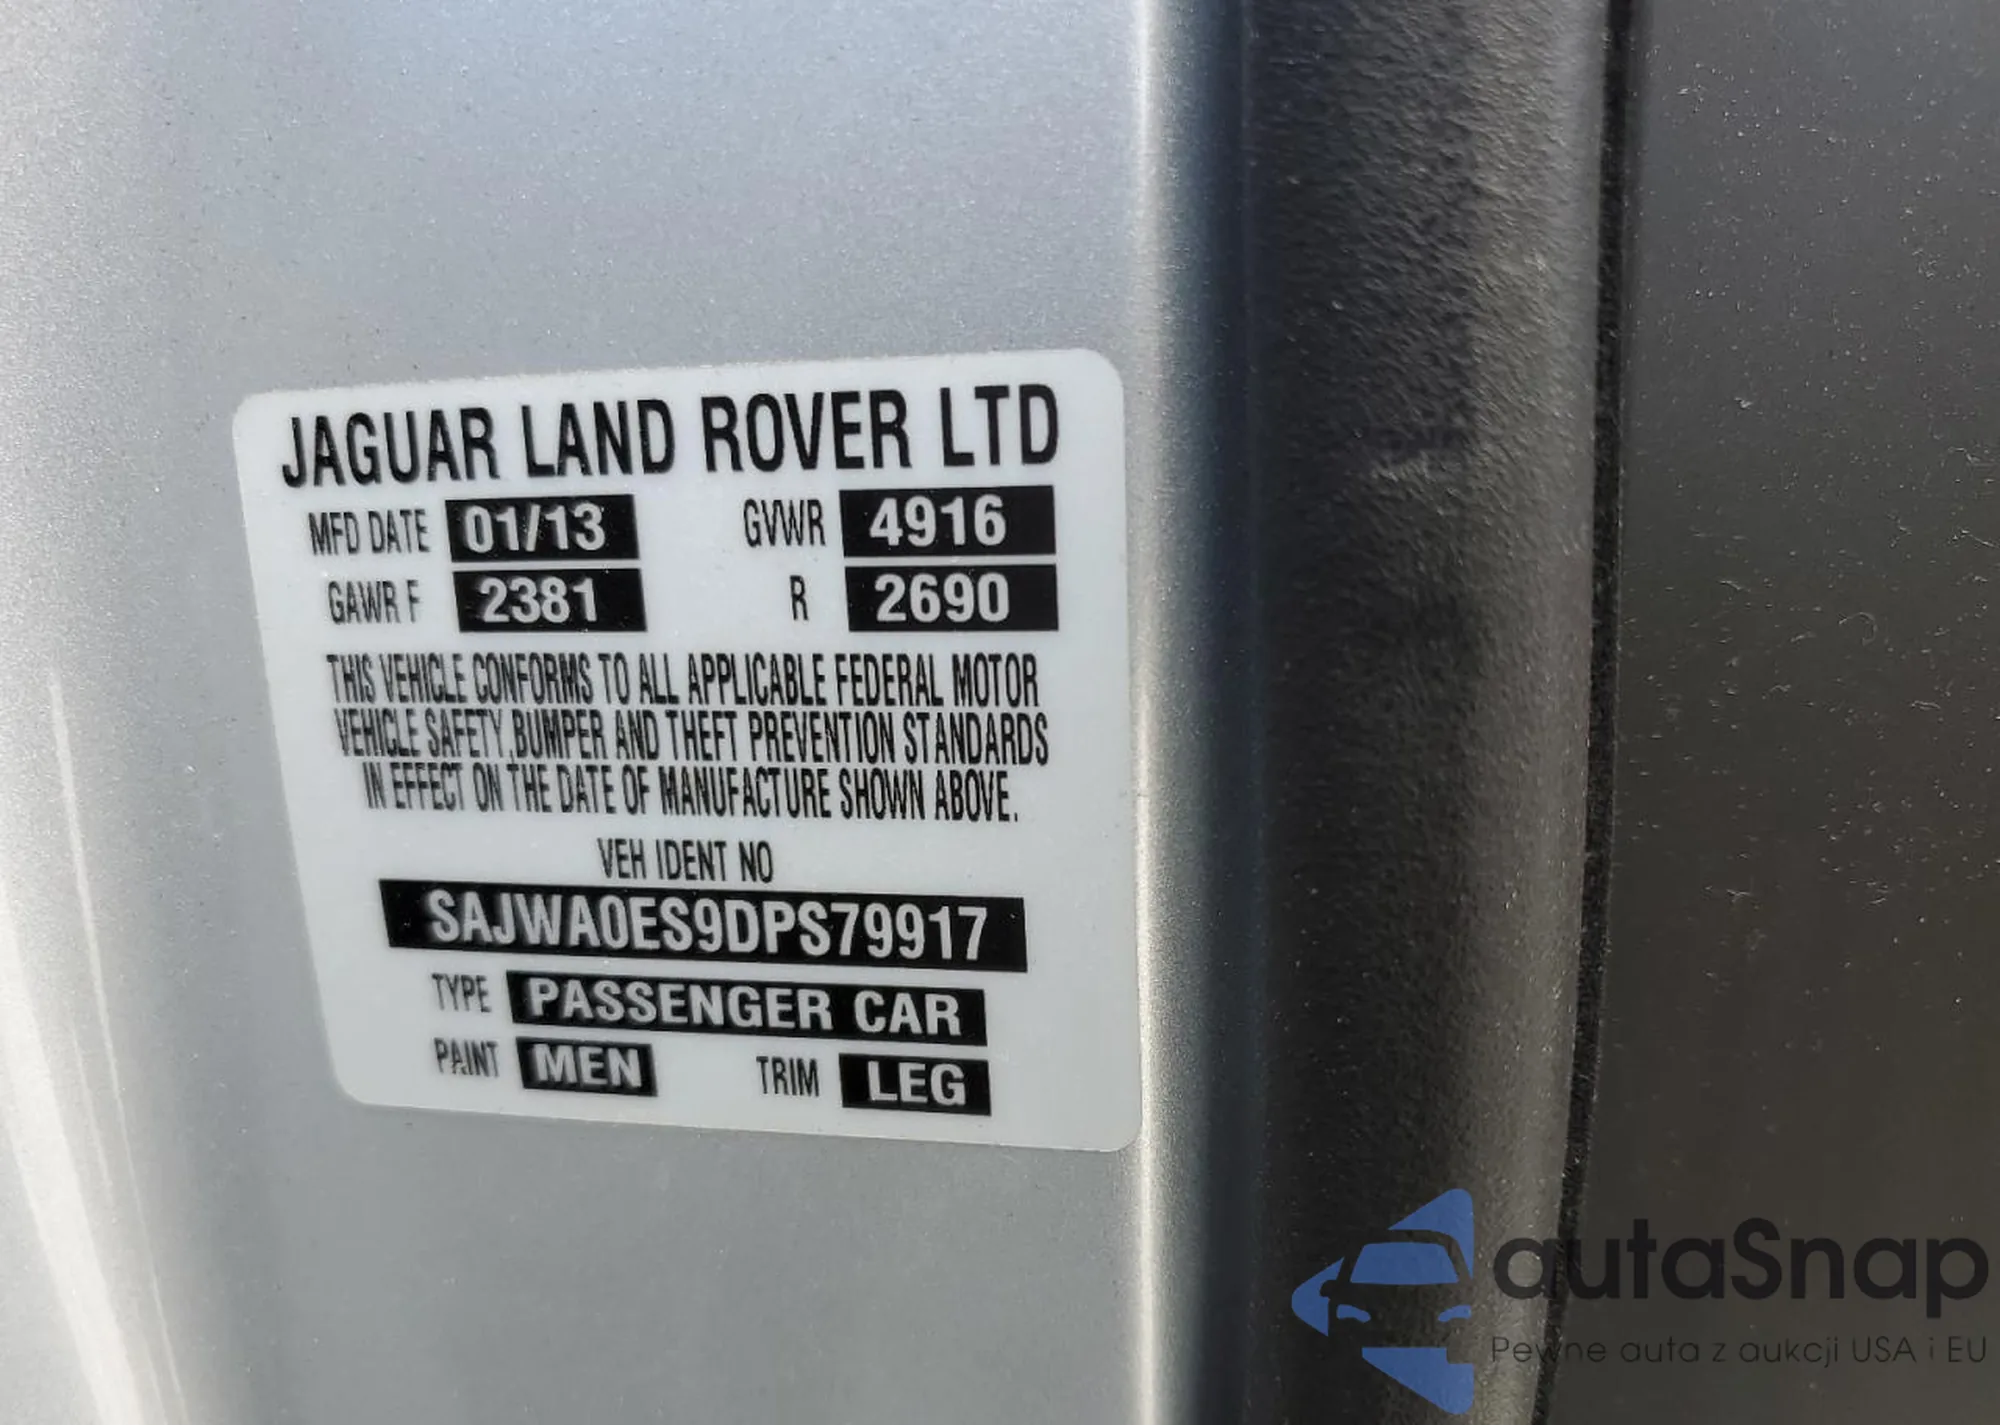 JAGUAR LAND ROVER LTD
MFD DATE 01/13 GVWR 4916
GAWR F 2381 R 2690
THIS VEHICLE CONFORMS TO ALL APPLICABLE FEDERAL MOTOR
VEHICLE SAFETY,BUMPER AND THEFT PREVENTION STANDARDS
IN EFFECT ON THE DATE OF MANUFACTURE SHOWN ABOVE.
VEH IDENT NO
SAJWA0ES9DPS79917
TYPE PASSENGER CAR
PAINT MEN TRIM LEG
autaSnap
Pewne auta z aukcji USA i EU